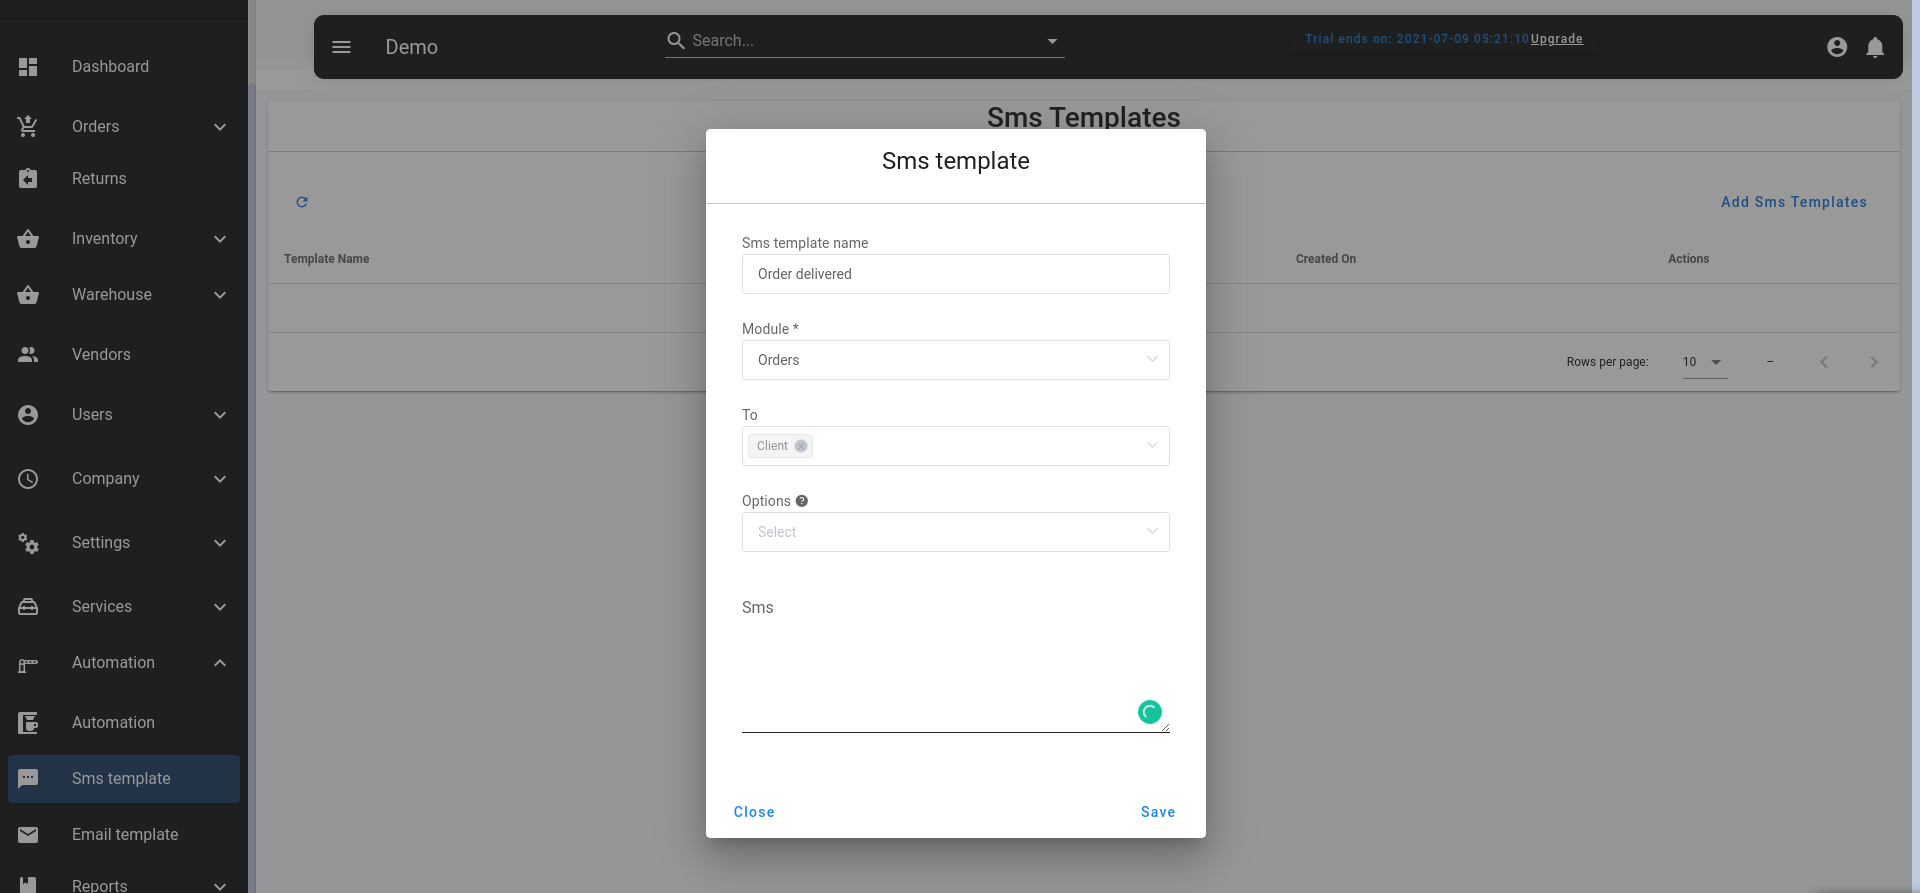 Dashboard
Orders
Returns
Inventory
Warehouse
Vendors
Users
Company
Settings
Services
Automation
Automation
Sms template
Email template
Reports
Demo
Search...
Trial ends on: 2021-07-09 05:21:10 Upgrade
Sms Templates
Add Sms Templates
Template Name
Created On
Actions
Rows per page: 10 –
Sms template
Sms template name
Order delivered
Module *
Orders
To
Client
Options ?
Select
Sms
Close
Save